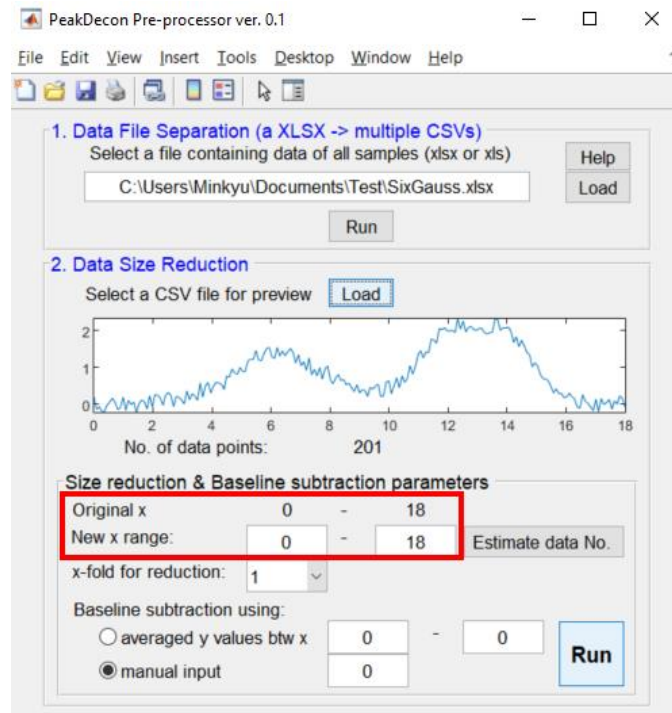 PeakDecon Pre-processor ver. 0.1
File Edit View Insert Tools Desktop Window Help
1. Data File Separation (a XLSX -> multiple CSVs)
Select a file containing data of all samples (xlsx or xls) Help
C:\Users\Minkyu\Documents\Test\SixGauss.xlsx Load
Run
2. Data Size Reduction
Select a CSV file for preview Load
2
1
0
0 2 4 6 8 10 12 14 16 18
No. of data points: 201
Size reduction & Baseline subtraction parameters
Original x 0 - 18
New x range: 0 - 18 Estimate data No.
x-fold for reduction: 1
Baseline subtraction using:
averaged y values btw x 0 - 0
manual input 0
Run